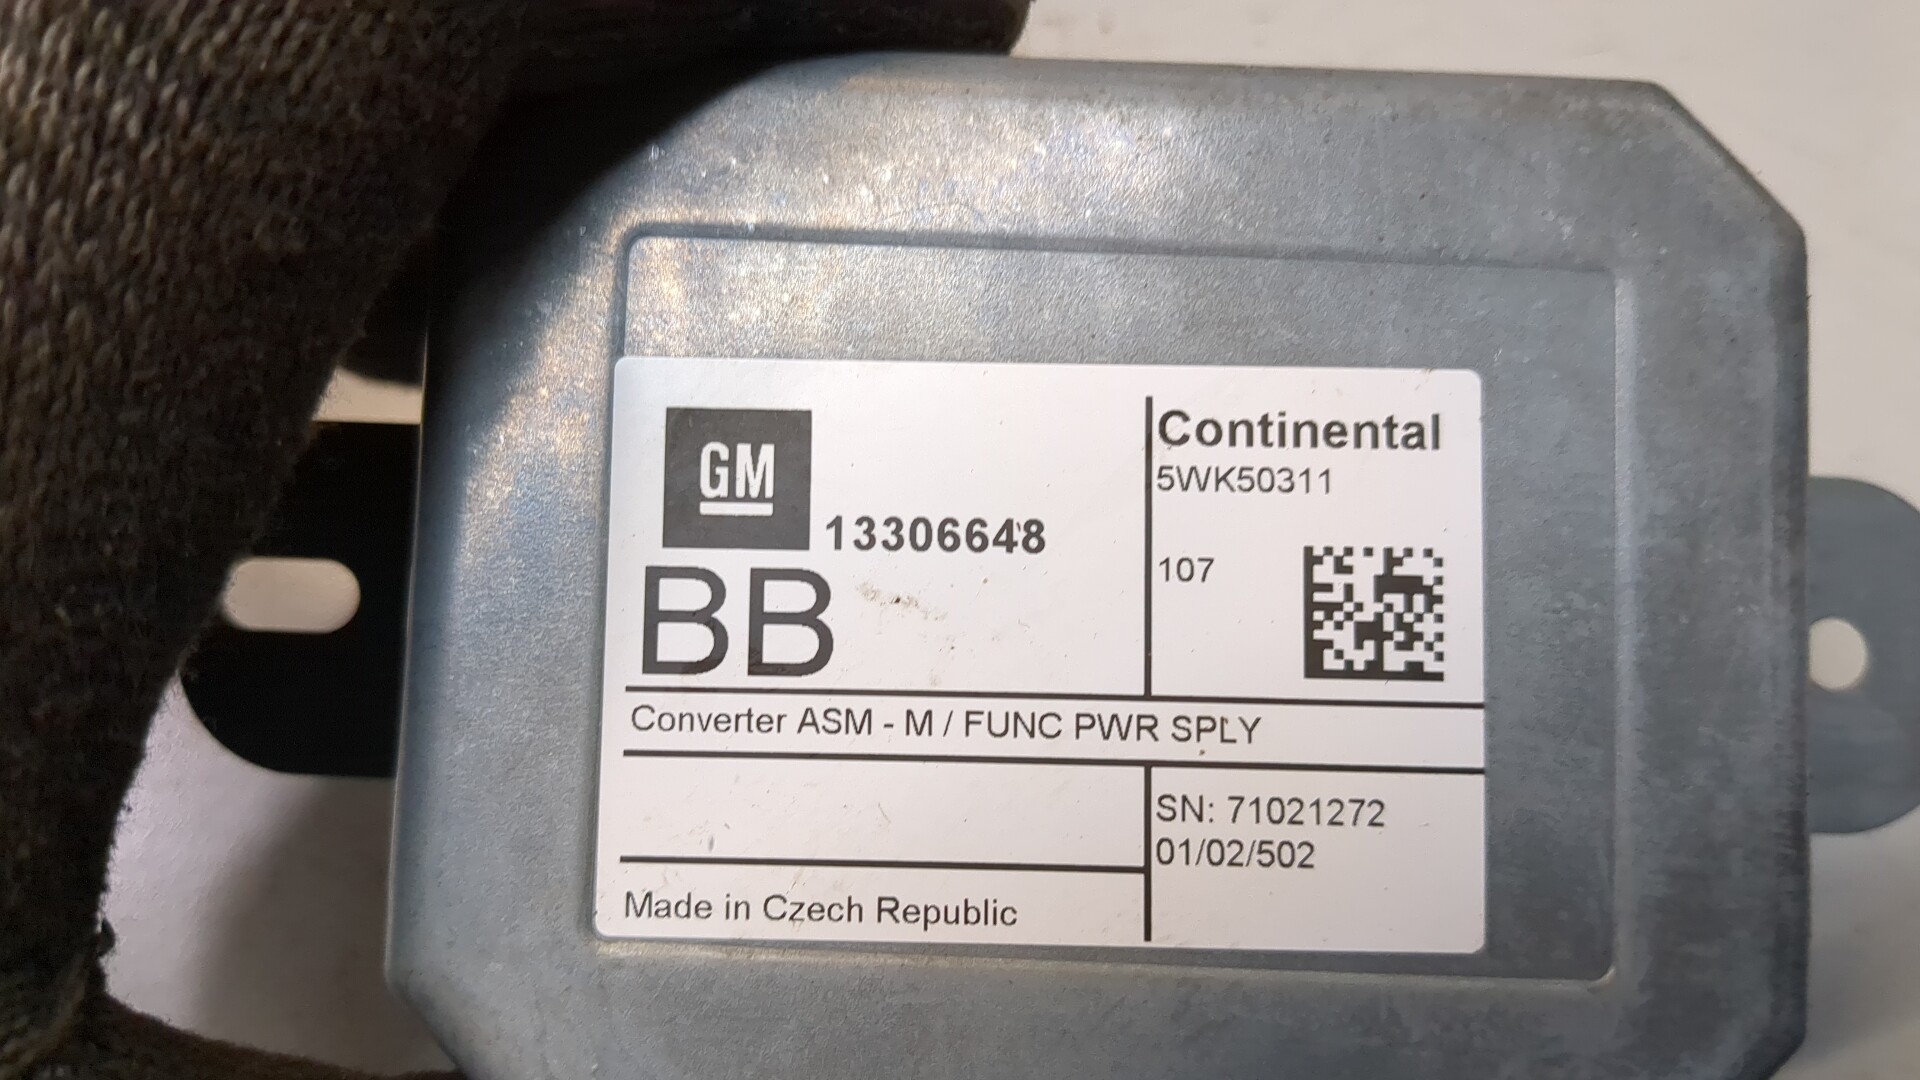 GM
13306648
BB
Continental
5WK50311
107
Converter ASM - M / FUNC PWR SPLY
SN: 71021272
01/02/502
Made in Czech Republic